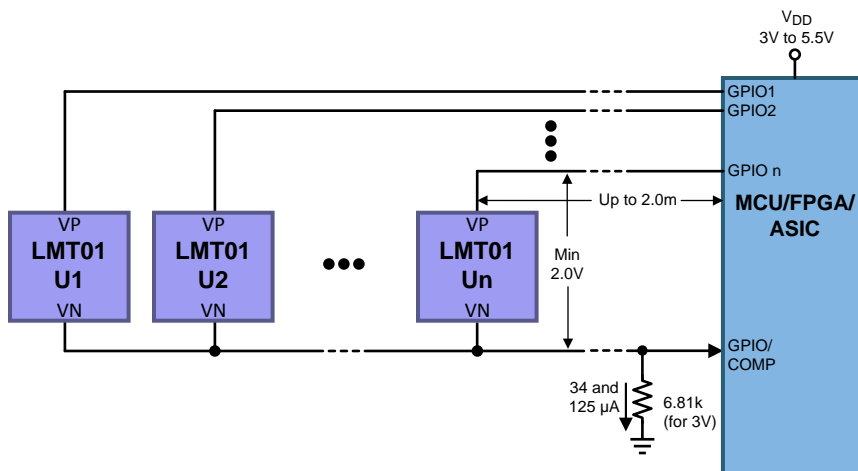 VDD
3V to 5.5V
GPIO1
GPIO2
GPIO n
Up to 2.0m
MCU/FPGA/
ASIC
VP
LMT01
U1
VN
VP
LMT01
U2
VN
VP
LMT01
Un
VN
Min
2.0V
GPIO/
COMP
34 and
125 µA
6.81k
(for 3V)